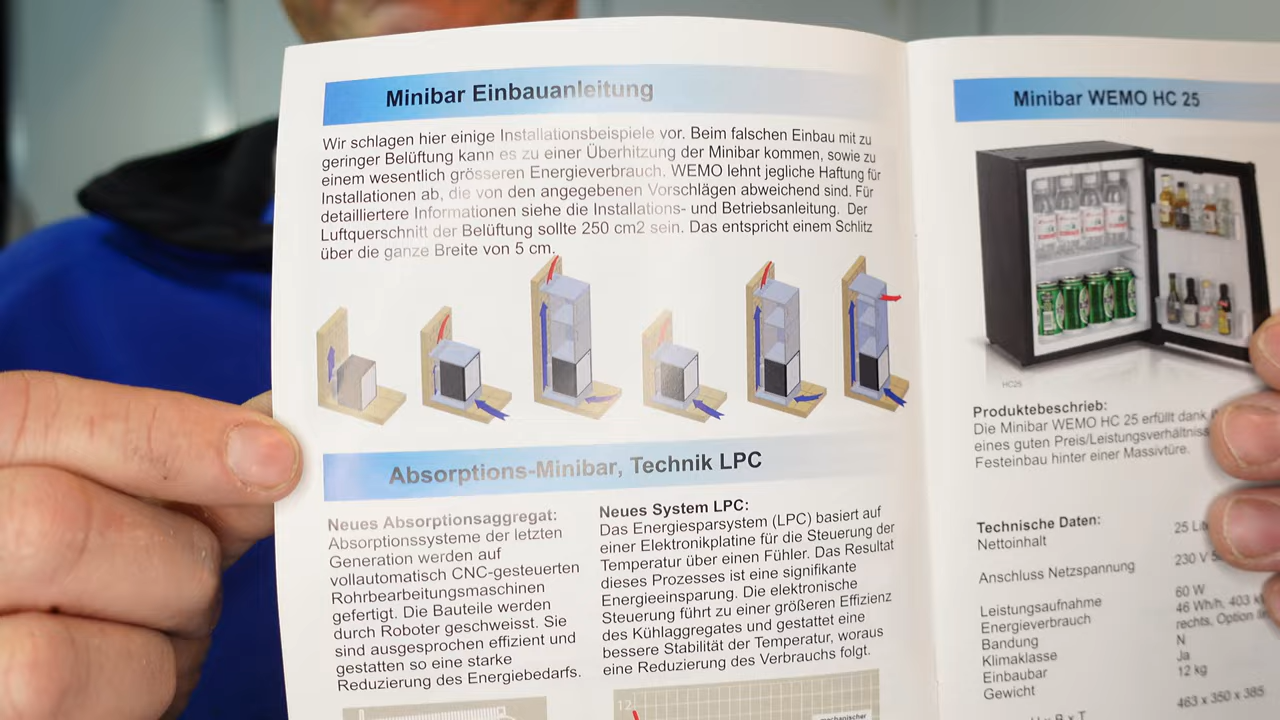 Minibar Einbauanleitung
Wir schlagen hier einige Installationsbeispiele vor. Beim falschen Einbau mit zu
geringer Belüftung kann es zu einer Überhitzung der Minibar kommen, sowie zu
einem wesentlich grösseren Energieverbrauch. WEMO lehnt jegliche Haftung für
Installationen ab, die von den angegebenen Vorschlägen abweichend sind. Für
detailliertere Informationen siehe die Installations- und Betriebsanleitung. Der
Luftquerschnitt der Belüftung sollte 250 cm2 sein. Das entspricht einem Schlitz
über die ganze Breite von 5 cm.
Absorptions-Minibar, Technik LPC
Neues Absorptionsaggregat:
Absorptionssysteme der letzten
Generation werden auf
vollautomatisch CNC-gesteuerten
Rohrbearbeitungsmaschinen
gefertigt. Die Bauteile werden
durch Roboter geschweisst. Sie
sind ausgesprochen effizient und
gestatten so eine starke
Reduzierung des Energiebedarfs.
Neues System LPC:
Das Energiesparsystem (LPC) basiert auf
einer Elektronikplatine für die Steuerung der
Temperatur über einen Fühler. Das Resultat
dieses Prozesses ist eine signifikante
Energieeinsparung. Die elektronische
Steuerung führt zu einer größeren Effizienz
des Kühlaggregates und gestattet eine
bessere Stabilität der Temperatur, woraus
eine Reduzierung des Verbrauchs folgt.
12
mechanischer
Minibar WEMO HC 25
HC25
Produktebeschrieb:
Die Minibar WEMO HC 25 erfüllt dank
eines guten Preis/Leistungsverhältniss
Festeinbau hinter einer Massivtüre.
Technische Daten:
Nettoinhalt 25
Anschluss Netzspannung 230 V
Leistungsaufnahme 60 W
Energieverbrauch 46 Wh/h, 403
Bandung rechts, Option
Klimaklasse N
Einbaubar Ja
Gewicht 12 kg
463 x 350 x 385